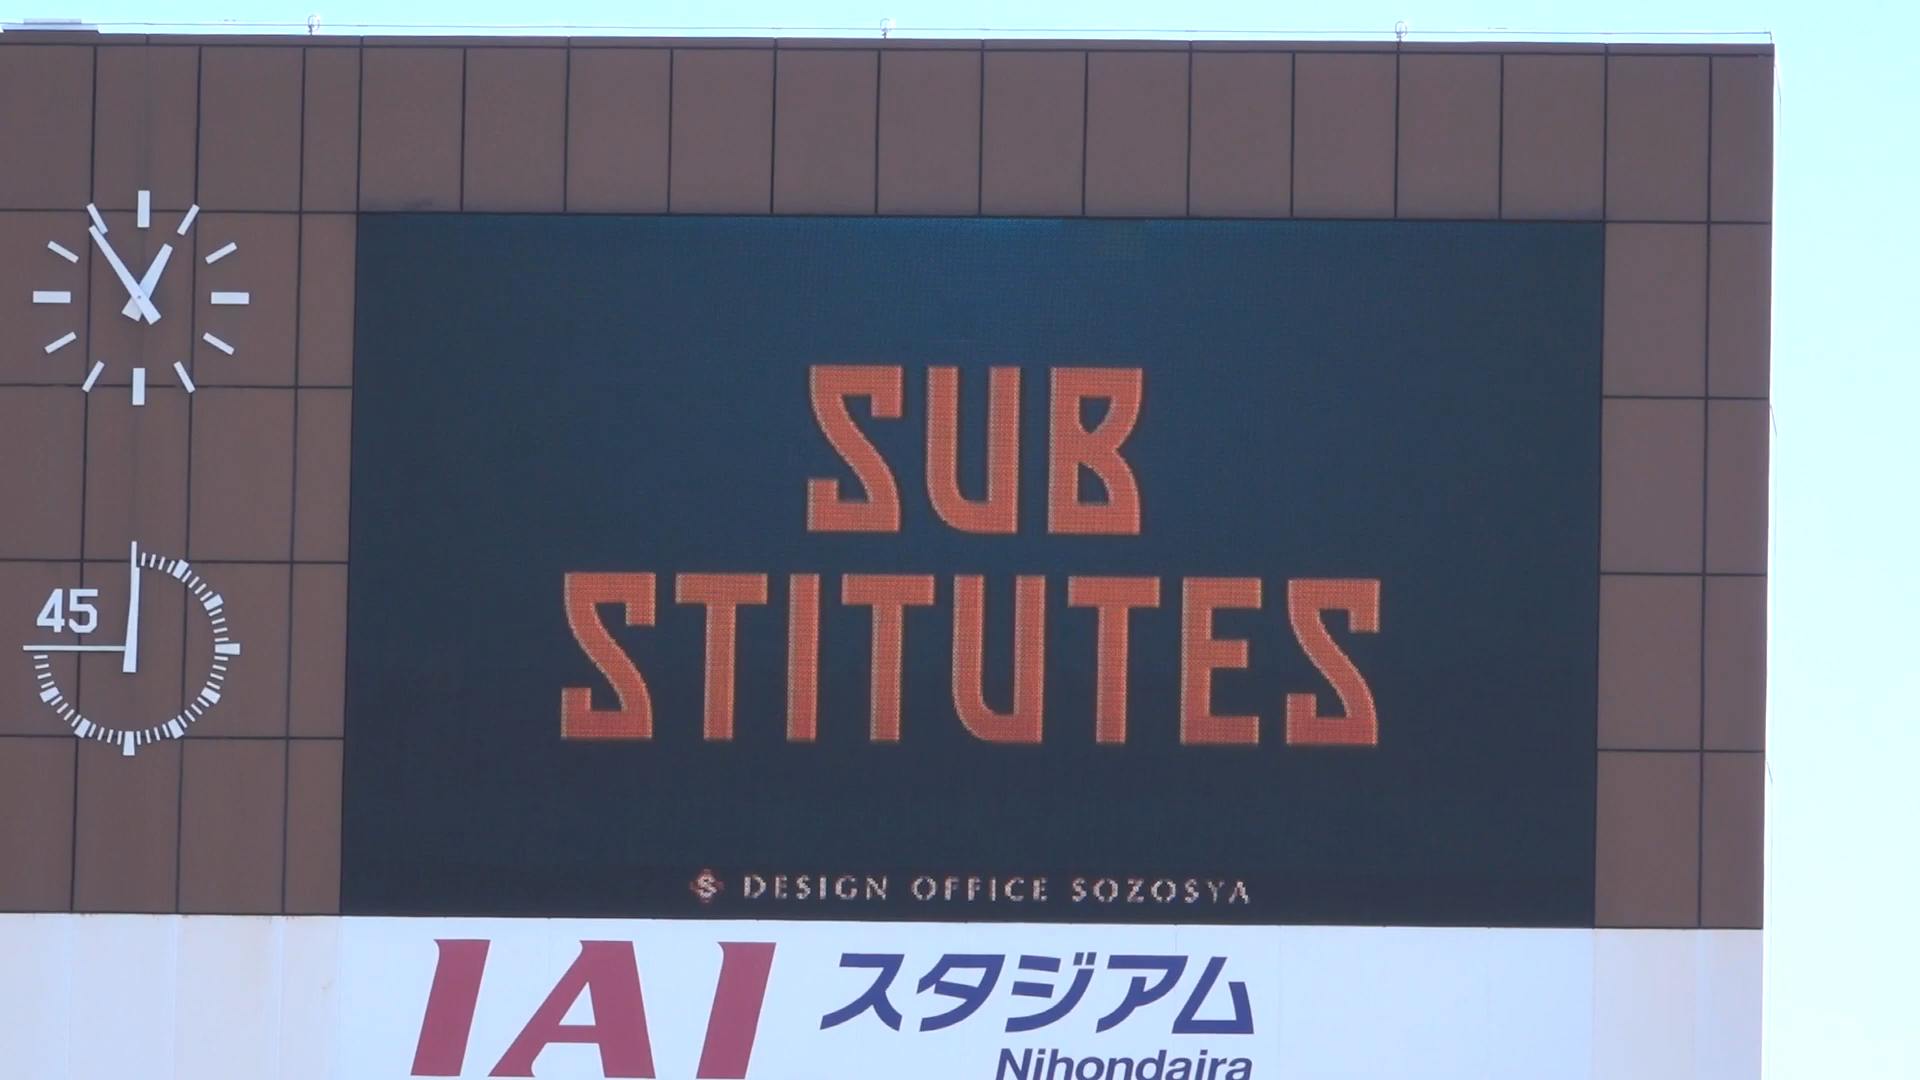 45
SUB
STITUTES
S DESIGN OFFICE SOZOSYA
IAI スタジアム
Nihondaira